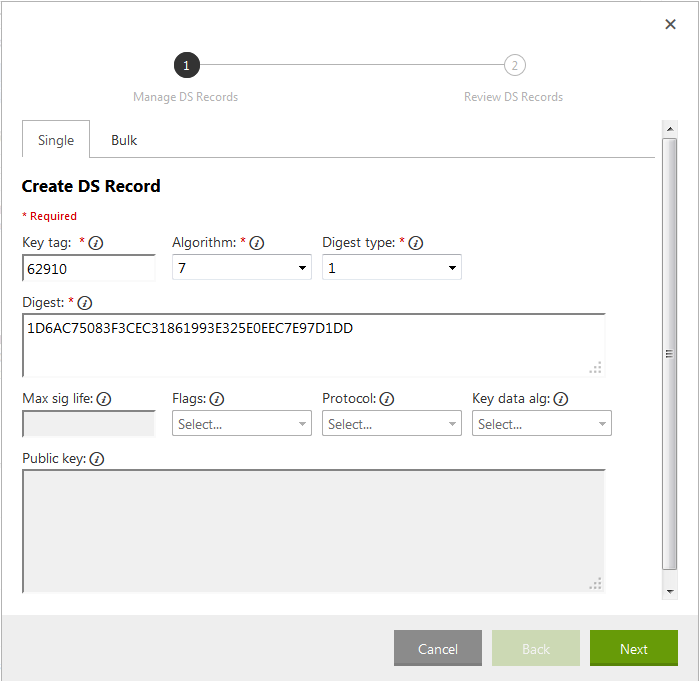 1 2
Manage DS Records Review DS Records
Single Bulk
Create DS Record
* Required
Key tag: * Algorithm: * Digest type: *
62910 7 1
Digest: *
1D6AC75083F3CEC31861993E325E0EEC7E97D1DD
Max sig life: Flags: Protocol: Key data alg:
Select... Select... Select...
Public key:
Cancel Back Next